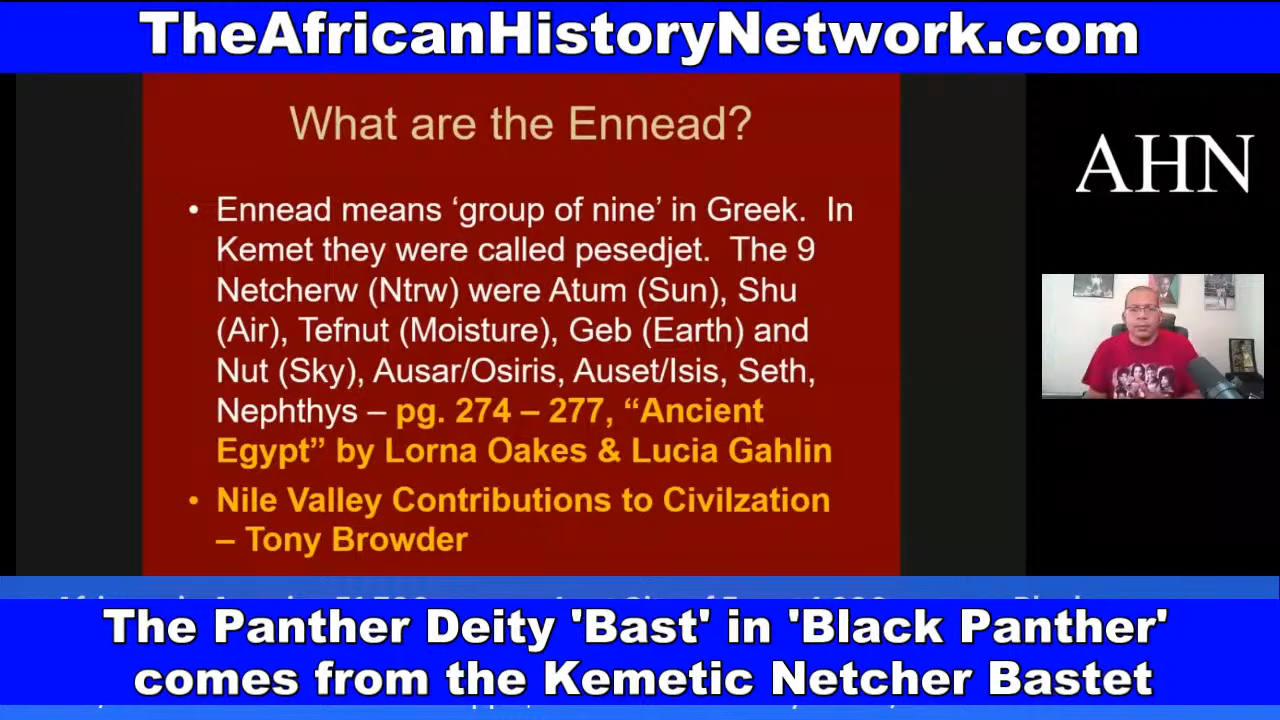 TheAfricanHistoryNetwork.com
What are the Ennead?
• Ennead means ‘group of nine’ in Greek. In
Kemet they were called pesedjet. The 9
Netcherw (Ntrw) were Atum (Sun), Shu
(Air), Tefnut (Moisture), Geb (Earth) and
Nut (Sky), Ausar/Osiris, Auset/Isis, Seth,
Nephthys – pg. 274 – 277, “Ancient
Egypt” by Lorna Oakes & Lucia Gahlin
• Nile Valley Contributions to Civilzation
– Tony Browder
AHN
The Panther Deity 'Bast' in 'Black Panther'
comes from the Kemetic Netcher Bastet